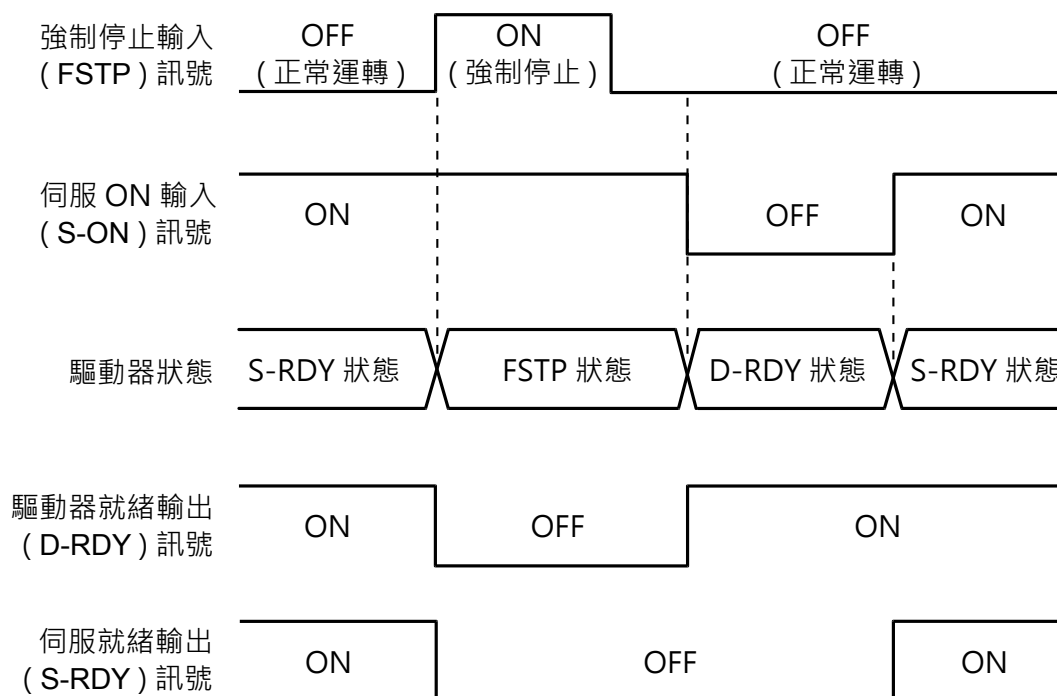 強制停止輸入
( FSTP ) 訊號
OFF
( 正常運轉 )
ON
( 強制停止 )
OFF
( 正常運轉 )
伺服 ON 輸入
( S-ON ) 訊號
ON
OFF
ON
驅動器狀態
S-RDY 狀態
FSTP 狀態
D-RDY 狀態
S-RDY 狀態
驅動器就緒輸出
( D-RDY ) 訊號
ON
OFF
ON
伺服就緒輸出
( S-RDY ) 訊號
ON
OFF
ON